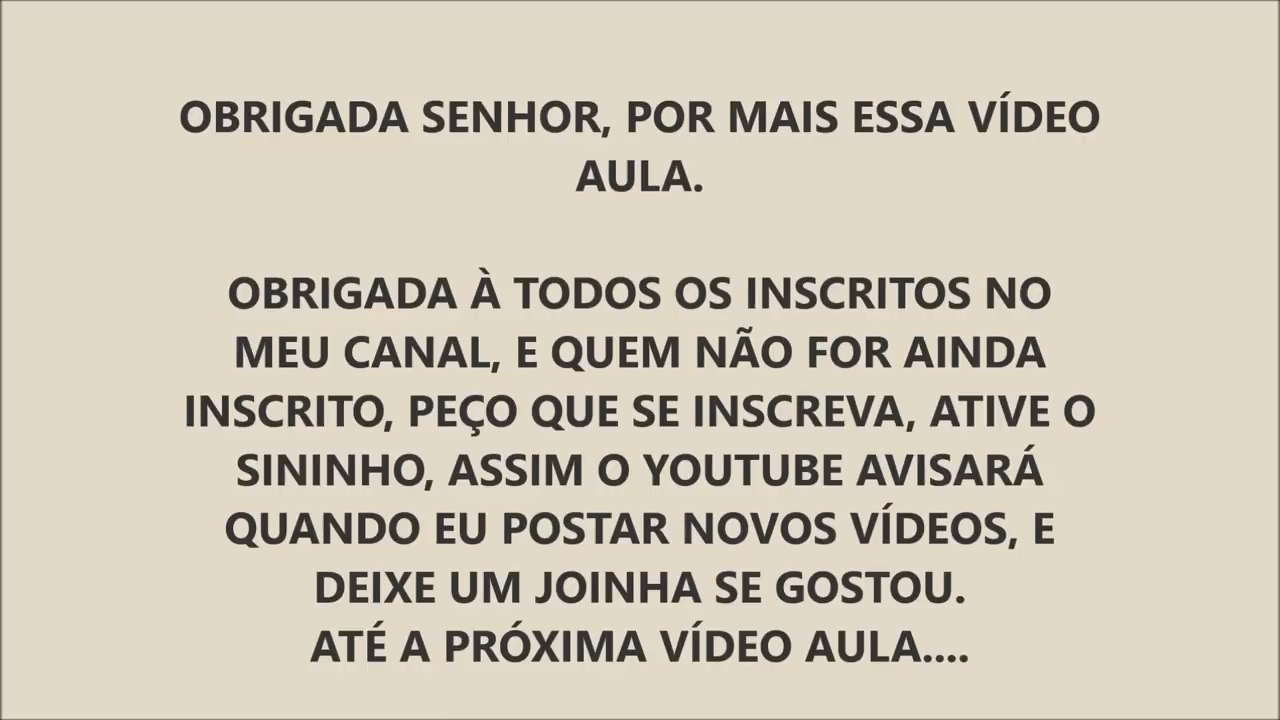 OBRIGADA SENHOR, POR MAIS ESSA VÍDEO
AULA.
OBRIGADA À TODOS OS INSCRITOS NO
MEU CANAL, E QUEM NÃO FOR AINDA
INSCRITO, PEÇO QUE SE INSCREVA, ATIVE O
SININHO, ASSIM O YOUTUBE AVISARÁ
QUANDO EU POSTAR NOVOS VÍDEOS, E
DEIXE UM JOINHA SE GOSTOU.
ATÉ A PRÓXIMA VÍDEO AULA....